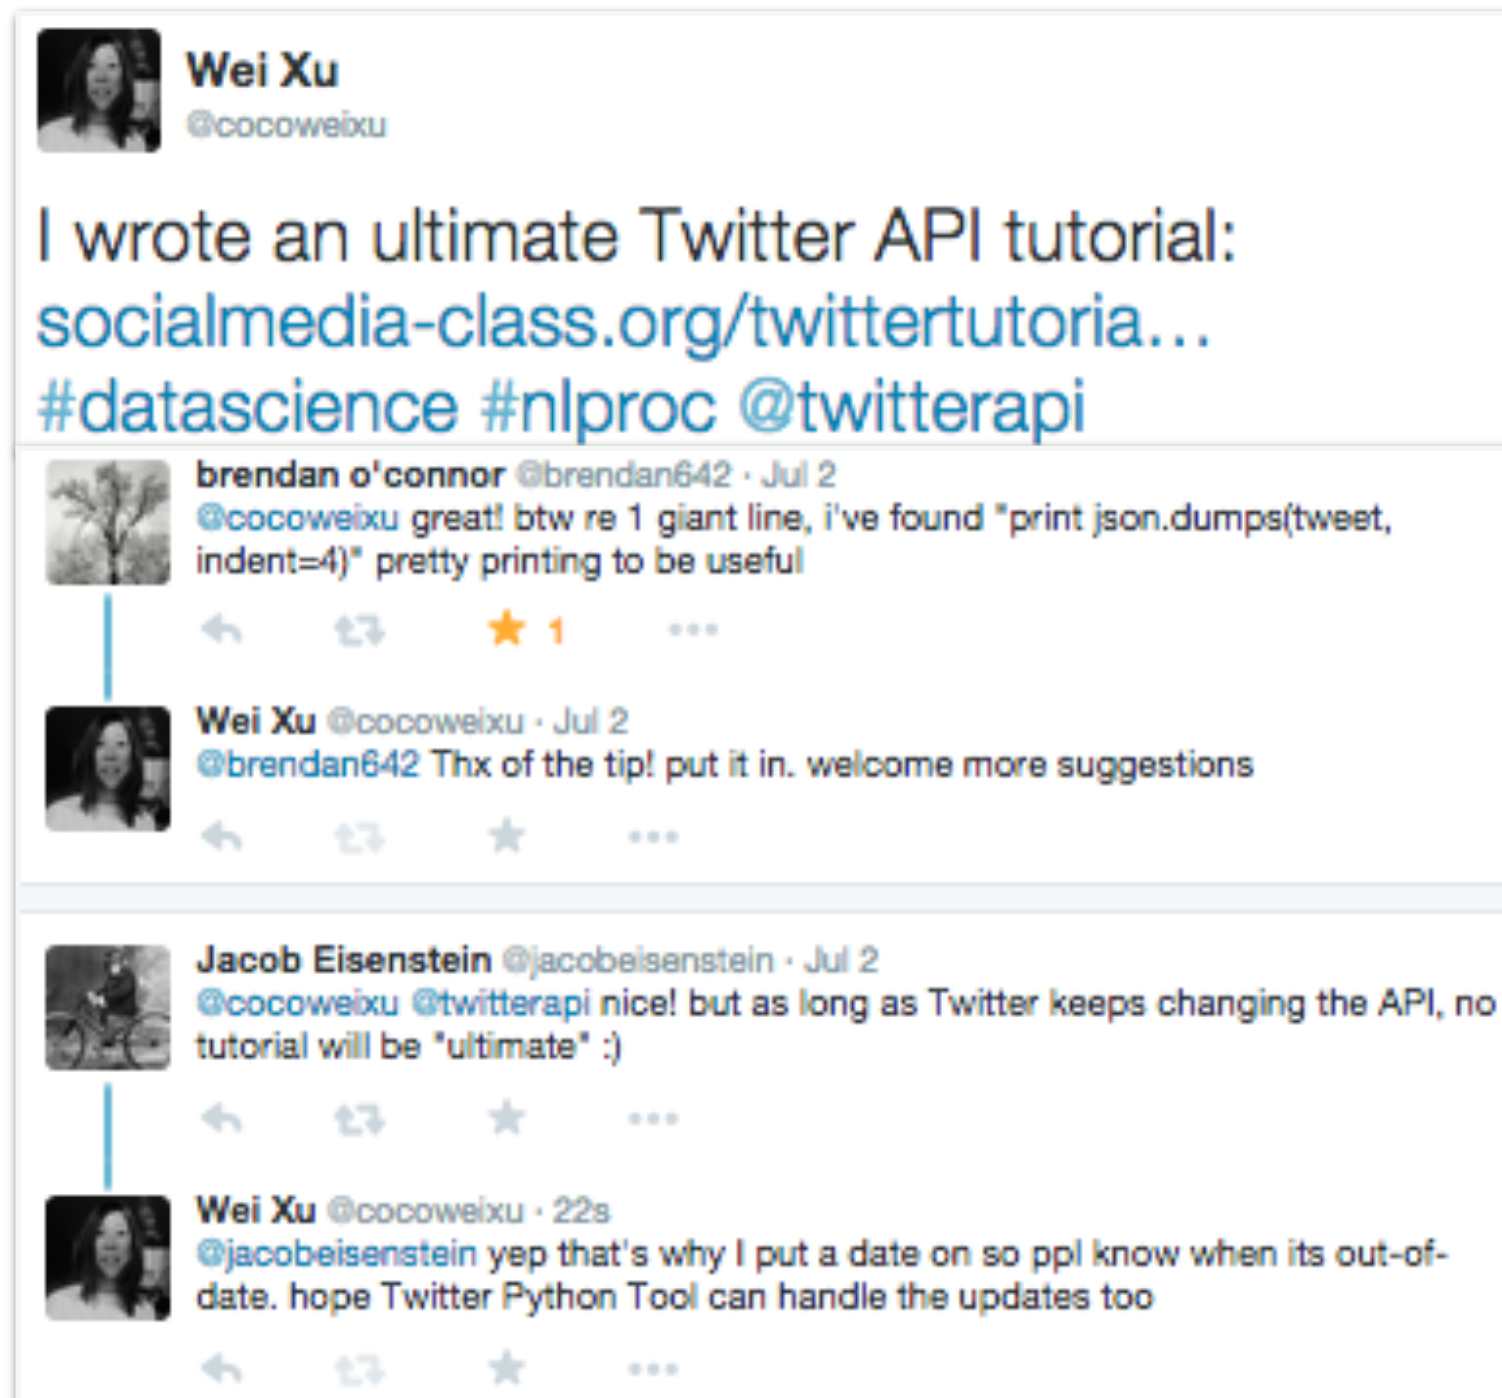 Wei Xu
@cocoweixu
I wrote an ultimate Twitter API tutorial:
socialmedia-class.org/twittertutoria...
#datascience #nlproc @twitterapi
brendan o'connor @brendan642 · Jul 2
@cocoweixu great! btw re 1 giant line, i've found "print json.dumps(tweet,
indent=4)" pretty printing to be useful
1
Wei Xu @cocoweixu · Jul 2
@brendan642 Thx of the tip! put it in. welcome more suggestions
Jacob Eisenstein @jacobeisenstein · Jul 2
@cocoweixu @twitterapi nice! but as long as Twitter keeps changing the API, no
tutorial will be "ultimate" :)
Wei Xu @cocoweixu · 22s
@jacobeisenstein yep that's why I put a date on so ppl know when its out-of-
date. hope Twitter Python Tool can handle the updates too